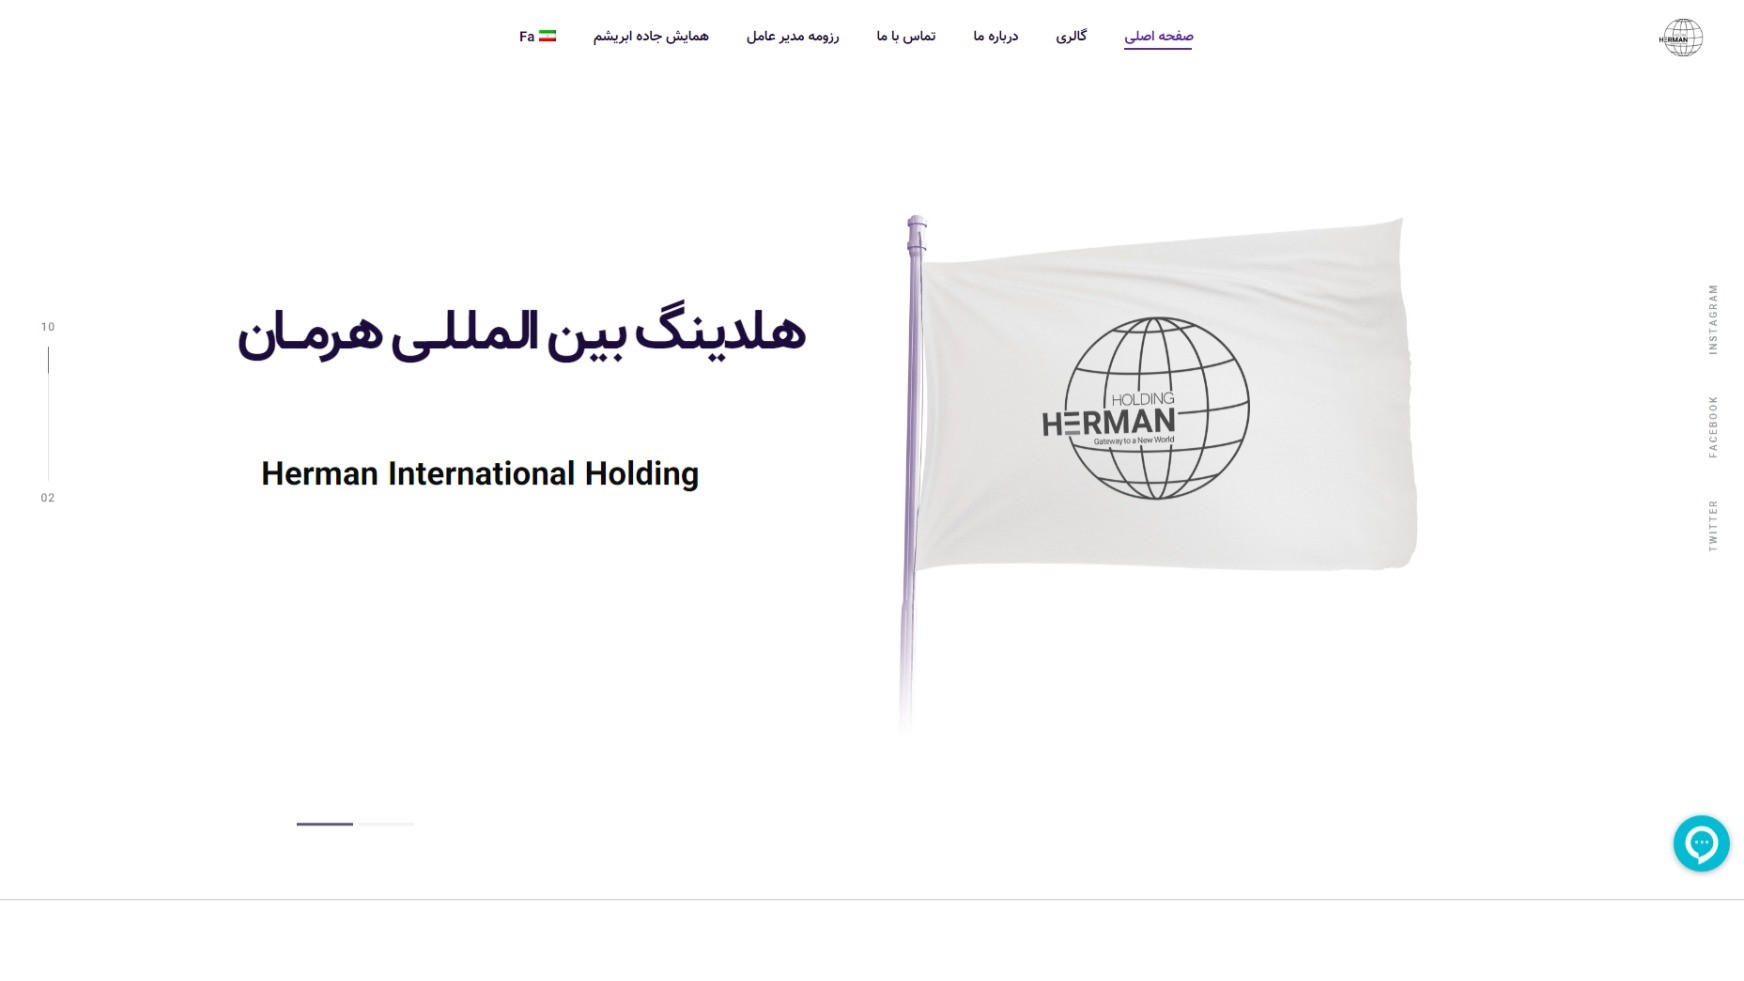 صفحه اصلی
گالری
درباره ما
تماس با ما
رزومه مدیر عامل
همایش جاده ابریشم
Fa
HERMAN
هلدینگ بین المللی هرمان
Herman International Holding
HOLDING
HERMAN
Gateway to a New World
10
02
INSTAGRAM
FACEBOOK
TWITTER